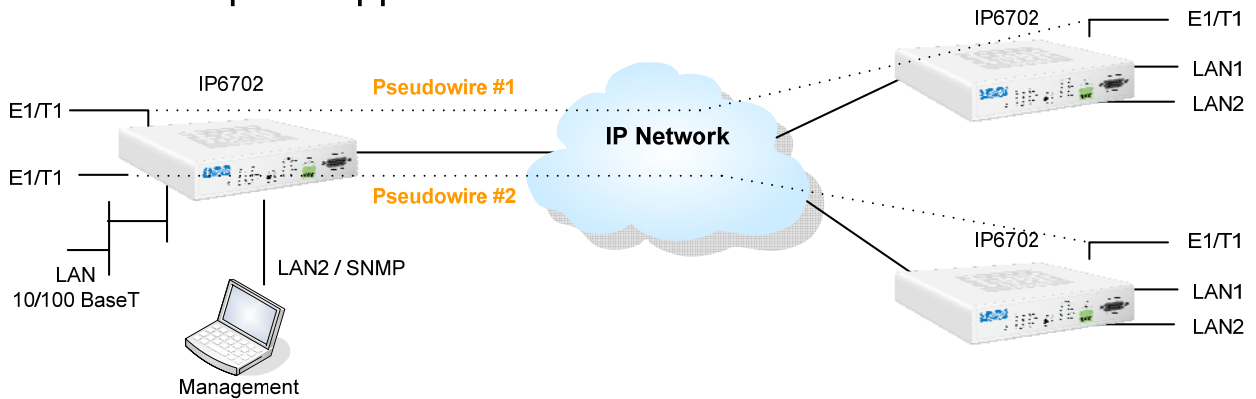 IP6702
E1/T1
LAN1
LAN2
IP6702
Pseudowire #1
E1/T1
IP Network
E1/T1
Pseudowire #2
IP6702
E1/T1
LAN1
LAN2
LAN
10/100 BaseT
LAN2 / SNMP
Management